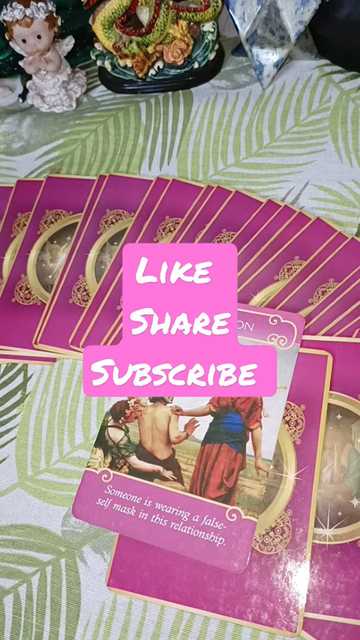 Like
Share
Subscribe
Someone is wearing a false-
self mask in this relationship.